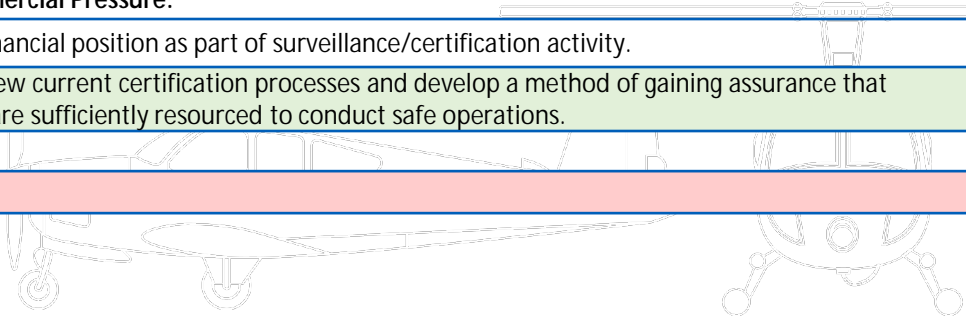 mercial Pressure.
nancial position as part of surveillance/certification activity.
ew current certification processes and develop a method of gaining assurance that
are sufficiently resourced to conduct safe operations.